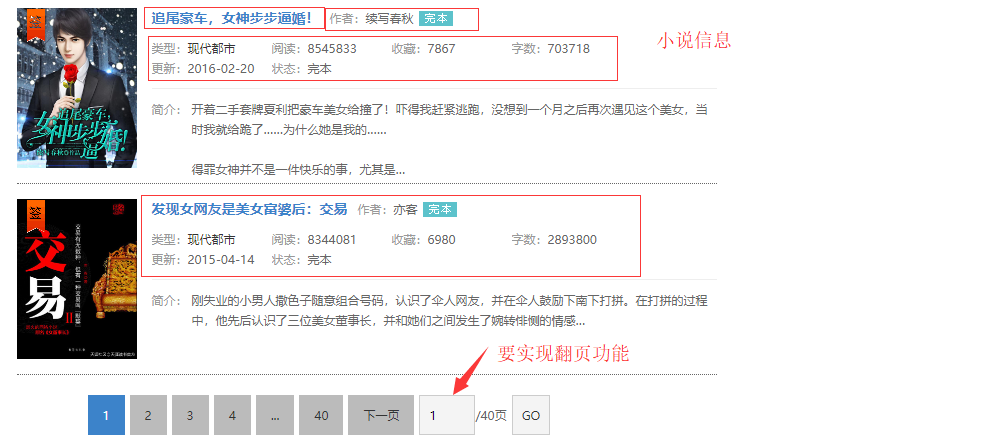 追尾豪车，女神步步逼婚！ 作者：续写春秋 完本
类型：现代都市 阅读：8545833 收藏：7867 字数：703718
更新：2016-02-20 状态：完本
小说信息
简介： 开着二手套牌夏利把豪车美女给撞了！吓得我赶紧逃跑，没想到一个月之后再次遇见这个美女，当
时我就给跪了……为什么她是我的……
得罪女神并不是一件快乐的事，尤其是...
追尾豪车，
女神步步
逼婚！
签
发现女网友是美女富婆后：交易 作者：亦客 完本
类型：现代都市 阅读：8344081 收藏：6980 字数：2893800
更新：2015-04-14 状态：完本
简介： 刚失业的小男人撒色子随意组合号码，认识了伞人网友，并在伞人鼓励下南下打拼。在打拼的过程
中，他先后认识了三位美女董事长，并和她们之间发生了婉转悱恻的情感...
签
交易
II
交易有无数种，
但有一种交易叫
要实现翻页功能
1 2 3 4 ... 40 下一页 1 /40页 GO